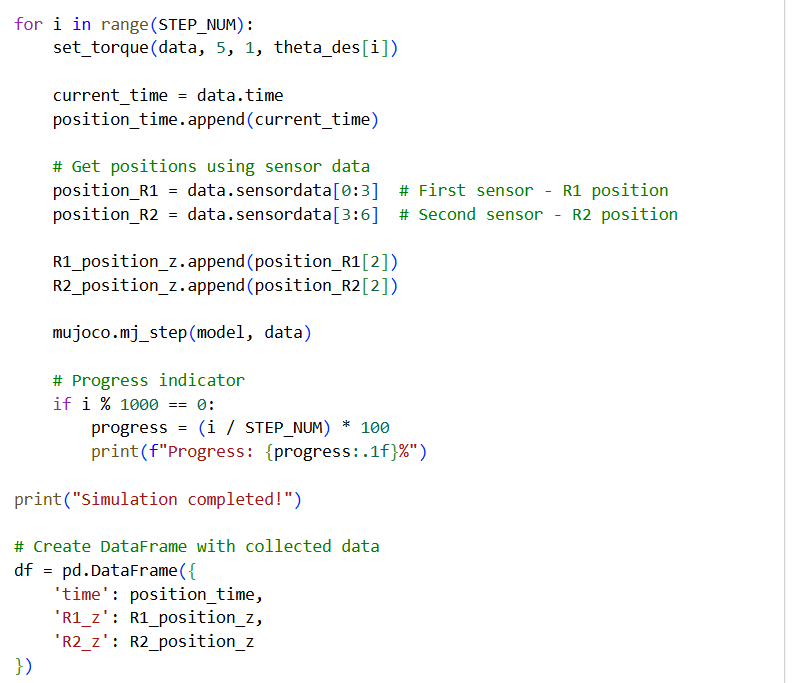 for i in range(STEP_NUM):
    set_torque(data, 5, 1, theta_des[i])

    current_time = data.time
    position_time.append(current_time)

    # Get positions using sensor data
    position_R1 = data.sensordata[0:3]  # First sensor - R1 position
    position_R2 = data.sensordata[3:6]  # Second sensor - R2 position

    R1_position_z.append(position_R1[2])
    R2_position_z.append(position_R2[2])

    mujoco.mj_step(model, data)

    # Progress indicator
    if i % 1000 == 0:
        progress = (i / STEP_NUM) * 100
        print(f"Progress: {progress:.1f}%")

print("Simulation completed!")

# Create DataFrame with collected data
df = pd.DataFrame({
    'time': position_time,
    'R1_z': R1_position_z,
    'R2_z': R2_position_z
})